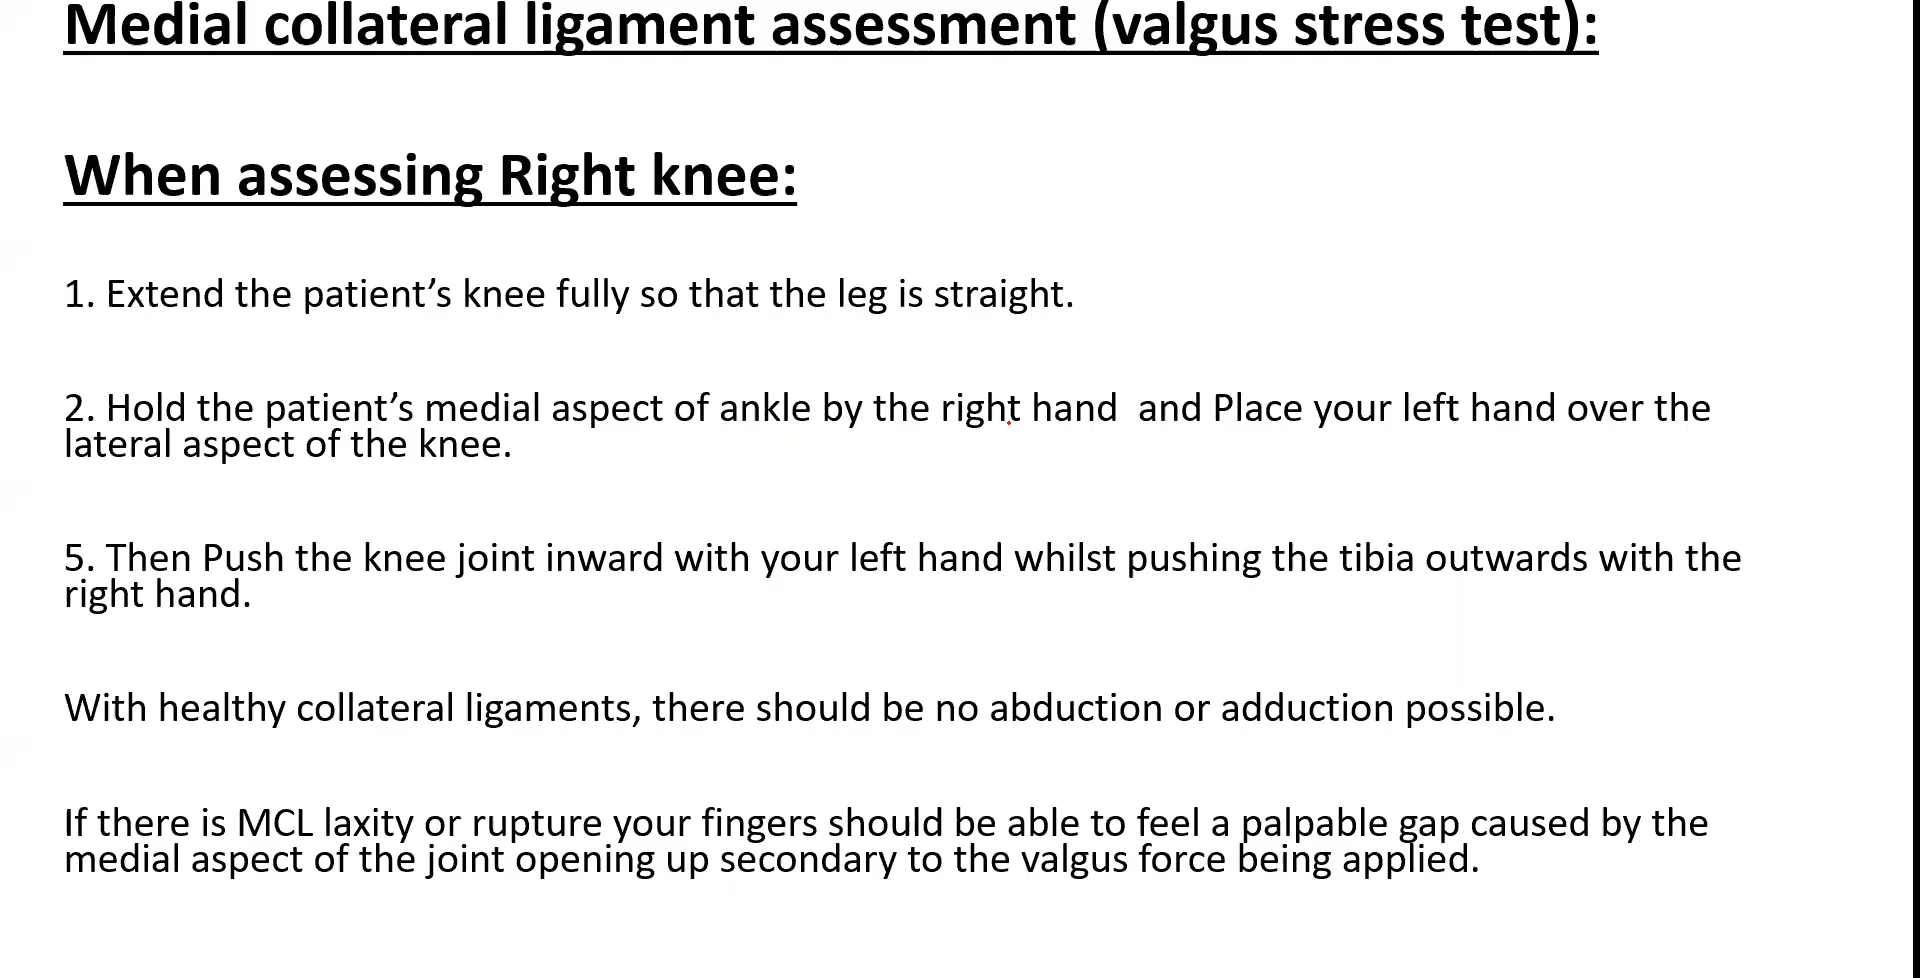 Medial collateral ligament assessment (valgus stress test):
When assessing Right knee:
1. Extend the patient’s knee fully so that the leg is straight.
2. Hold the patient’s medial aspect of ankle by the right hand  and Place your left hand over the
lateral aspect of the knee.
5. Then Push the knee joint inward with your left hand whilst pushing the tibia outwards with the
right hand.
With healthy collateral ligaments, there should be no abduction or adduction possible.
If there is MCL laxity or rupture your fingers should be able to feel a palpable gap caused by the
medial aspect of the joint opening up secondary to the valgus force being applied.